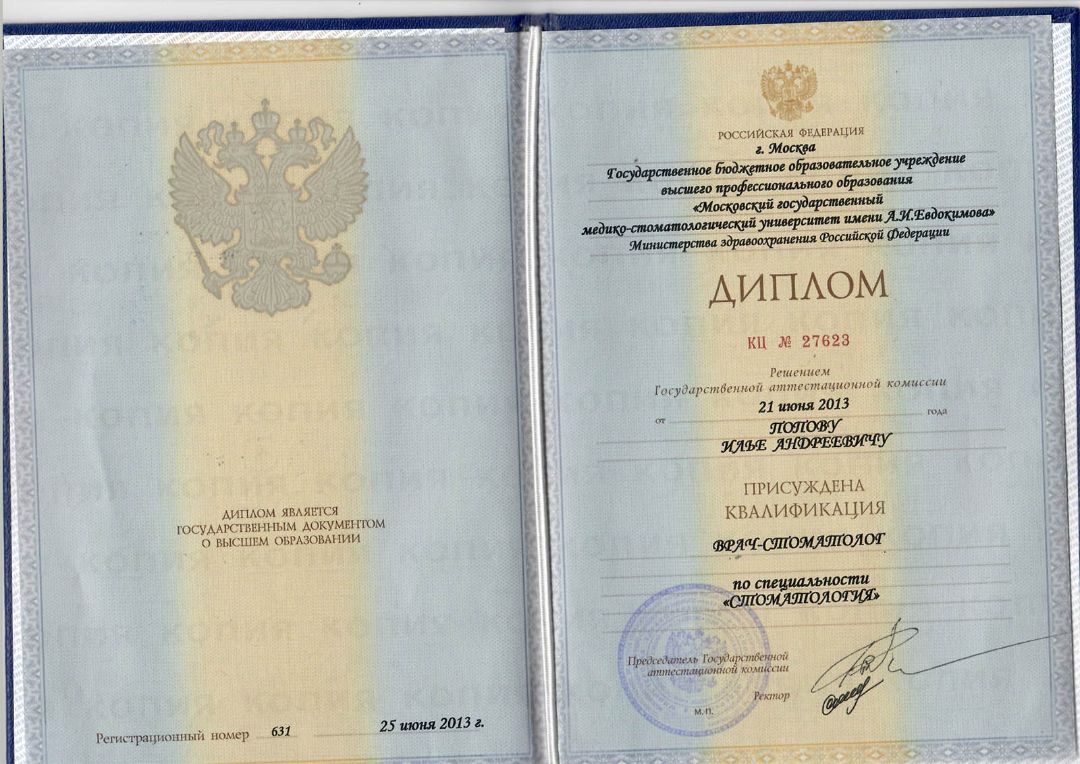 ДИПЛОМ ЯВЛЯЕТСЯ
ГОСУДАРСТВЕННЫМ ДОКУМЕНТОМ
О ВЫСШЕМ ОБРАЗОВАНИИ
Регистрационный номер 631 25 июня 2013 г.
РОССИЙСКАЯ ФЕДЕРАЦИЯ
г. Москва
Государственное бюджетное образовательное учреждение
высшего профессионального образования
«Московский государственный
медико-стоматологический университет имени А.И.Евдокимова»
Министерства здравоохранения Российской Федерации
ДИПЛОМ
КЦ № 27623
Решением
Государственной аттестационной комиссии
от 21 июня 2013 года
ПОПОВУ
ИЛЬЕ АНДРЕЕВИЧУ
ПРИСУЖДЕНА
КВАЛИФИКАЦИЯ
ВРАЧ-СТОМАТОЛОГ
по специальности
«СТОМАТОЛОГИЯ»
Председатель Государственной
аттестационной комиссии
Ректор
М.П.